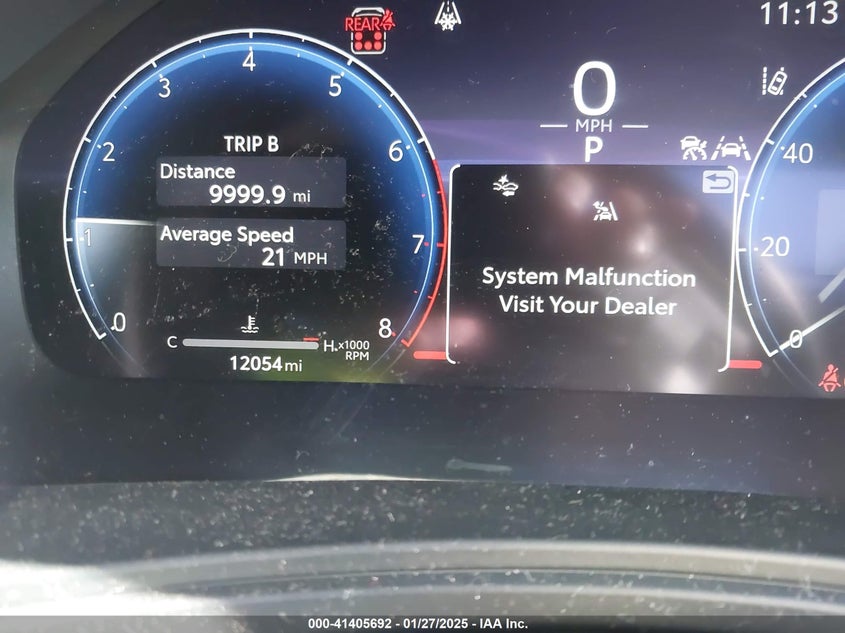 11:13
REAR
0
MPH
P
TRIP B
Distance
9999.9 mi
Average Speed
21 MPH
0
1
2
3
4
5
6
7
8
x1000
RPM
C
H
12054 mi
System Malfunction
Visit Your Dealer
40
20
0
000-41405692 - 01/27/2025 - IAA Inc.